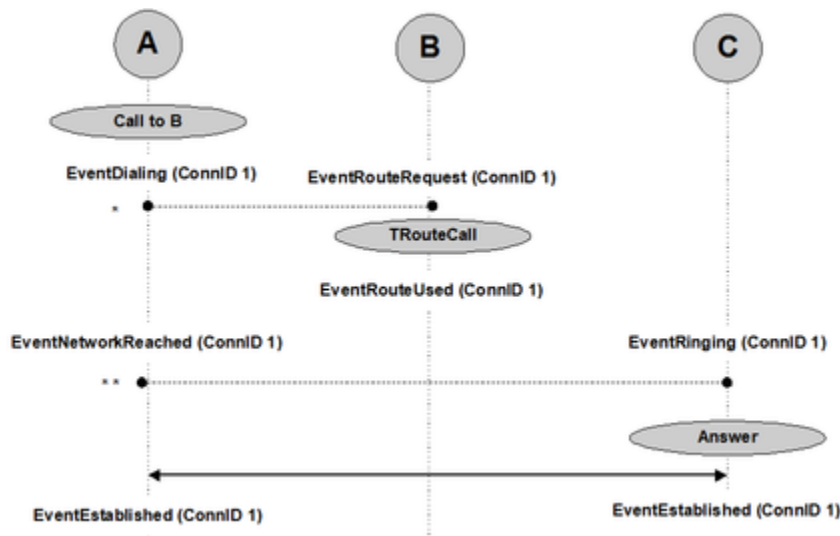 A
B
C
Call to B
EventDialing (ConnID 1)
EventRouteRequest (ConnID 1)
*
TRouteCall
EventRouteUsed (ConnID 1)
EventNetworkReached (ConnID 1)
EventRinging (ConnID 1)
**
Answer
EventEstablished (ConnID 1)
EventEstablished (ConnID 1)